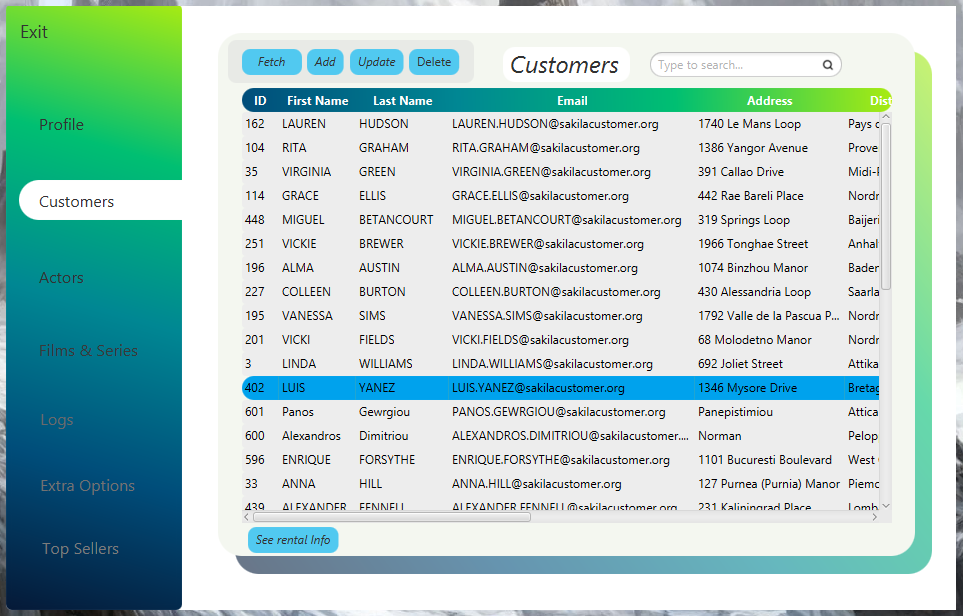 Exit
Profile
Customers
Actors
Films & Series
Logs
Extra Options
Top Sellers
Fetch Add Update Delete Customers Type to search...
ID First Name Last Name Email Address Dist
162 LAUREN HUDSON LAUREN.HUDSON@sakilacustomer.org 1740 Le Mans Loop Pays
104 RITA GRAHAM RITA.GRAHAM@sakilacustomer.org 1386 Yangor Avenue Prove
35 VIRGINIA GREEN VIRGINIA.GREEN@sakilacustomer.org 391 Callao Drive Midi-
114 GRACE ELLIS GRACE.ELLIS@sakilacustomer.org 442 Rae Bareli Place Nordr
448 MIGUEL BETANCOURT MIGUEL.BETANCOURT@sakilacustomer.org 319 Springs Loop Baijeri
251 VICKIE BREWER VICKIE.BREWER@sakilacustomer.org 1966 Tonghae Street Anhal
196 ALMA AUSTIN ALMA.AUSTIN@sakilacustomer.org 1074 Binzhou Manor Baden
227 COLLEEN BURTON COLLEEN.BURTON@sakilacustomer.org 430 Alessandria Loop Saarla
195 VANESSA SIMS VANESSA.SIMS@sakilacustomer.org 1792 Valle de la Pascua P... Nordr
201 VICKI FIELDS VICKI.FIELDS@sakilacustomer.org 68 Molodetno Manor Nordr
3 LINDA WILLIAMS LINDA.WILLIAMS@sakilacustomer.org 692 Joliet Street Attika
402 LUIS YANEZ LUIS.YANEZ@sakilacustomer.org 1346 Mysore Drive Bretag
601 Panos Gewrgiou PANOS.GEWRGIOU@sakilacustomer.org Panepistimiou Attica
600 Alexandros Dimitriou ALEXANDROS.DIMITRIOU@sakilacustomer.... Norman Pelop
596 ENRIQUE FORSYTHE ENRIQUE.FORSYTHE@sakilacustomer.org 1101 Bucuresti Boulevard West
33 ANNA HILL ANNA.HILL@sakilacustomer.org 127 Purnea (Purnia) Manor Piemo
439 ALEXANDER FENNELL ALEXANDER.FENNELL@sakilacustomer.org 231 Kaliningrad Place Lomb
See rental Info